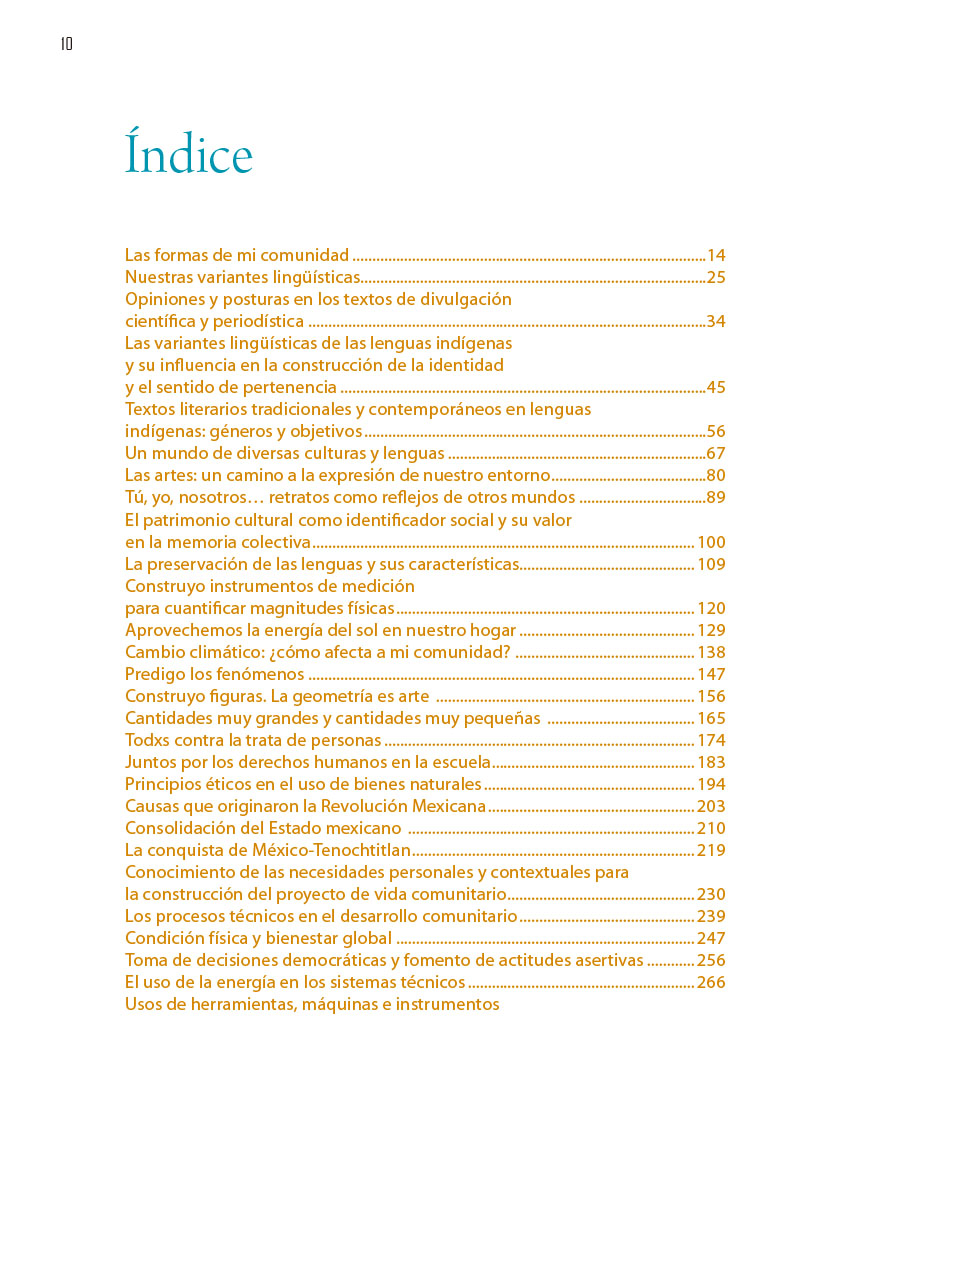 10
Índice
Las formas de mi comunidad ........................................................................................14
Nuestras variantes lingüísticas......................................................................................25
Opiniones y posturas en los textos de divulgación
científica y periodística ...................................................................................................34
Las variantes lingüísticas de las lenguas indígenas
y su influencia en la construcción de la identidad
y el sentido de pertenencia ...........................................................................................45
Textos literarios tradicionales y contemporáneos en lenguas
indígenas: géneros y objetivos.....................................................................................56
Un mundo de diversas culturas y lenguas ................................................................67
Las artes: un camino a la expresión de nuestro entorno.......................................80
Tú, yo, nosotros… retratos como reflejos de otros mundos ................................89
El patrimonio cultural como identificador social y su valor
en la memoria colectiva............................................................................................... 100
La preservación de las lenguas y sus características............................................ 109
Construyo instrumentos de medición
para cuantificar magnitudes físicas.......................................................................... 120
Aprovechemos la energía del sol en nuestro hogar ............................................ 129
Cambio climático: ¿cómo afecta a mi comunidad? ............................................. 138
Predigo los fenómenos ................................................................................................ 147
Construyo figuras. La geometría es arte ................................................................. 156
Cantidades muy grandes y cantidades muy pequeñas ..................................... 165
Todxs contra la trata de personas ............................................................................. 174
Juntos por los derechos humanos en la escuela................................................... 183
Principios éticos en el uso de bienes naturales..................................................... 194
Causas que originaron la Revolución Mexicana.................................................... 203
Consolidación del Estado mexicano ........................................................................ 210
La conquista de México-Tenochtitlan....................................................................... 219
Conocimiento de las necesidades personales y contextuales para
la construcción del proyecto de vida comunitario............................................... 230
Los procesos técnicos en el desarrollo comunitario............................................ 239
Condición física y bienestar global ........................................................................... 247
Toma de decisiones democráticas y fomento de actitudes asertivas ............ 256
El uso de la energía en los sistemas técnicos......................................................... 266
Usos de herramientas, máquinas e instrumentos